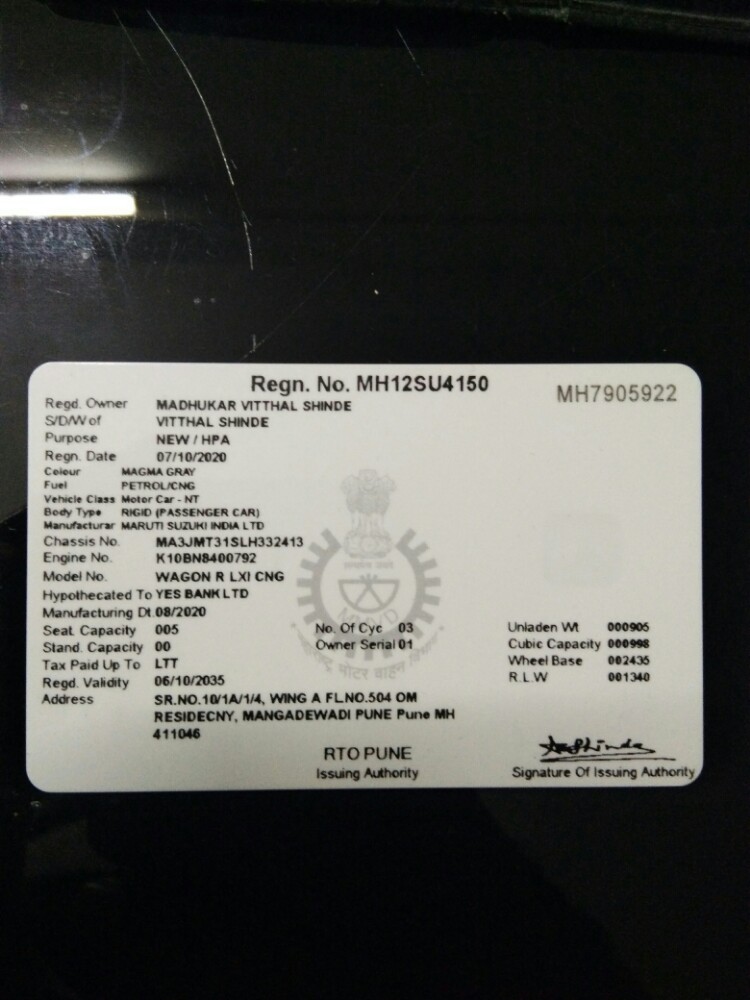 Regn. No. MH12SU4150
MH7905922
Regd. Owner MADHUKAR VITTHAL SHINDE
S/D/W of VITTHAL SHINDE
Purpose NEW / HPA
Regn. Date 07/10/2020
Colour MAGMA GRAY
Fuel PETROL/CNG
Vehicle Class Motor Car - NT
Body Type RIGID (PASSENGER CAR)
Manufacturar MARUTI SUZUKI INDIA LTD
Chassis No. MA3JMT31SLH332413
Engine No. K10BN8400792
Model No. WAGON R LXI CNG
Hypothecated To YES BANK LTD
Manufacturing Dt. 08/2020
Seat. Capacity 005 No. Of Cyc 03 Unladen Wt 000905
Stand. Capacity 00 Owner Serial 01 Cubic Capacity 000998
Tax Paid Up To LTT Wheel Base 002435
Regd. Validity 06/10/2035 R.L.W 001340
Address SR.NO.10/1A/1/4, WING A FL.NO.504 OM
RESIDECNY, MANGADEWADI PUNE Pune MH
411046
RTO PUNE
Issuing Authority
Signature Of Issuing Authority